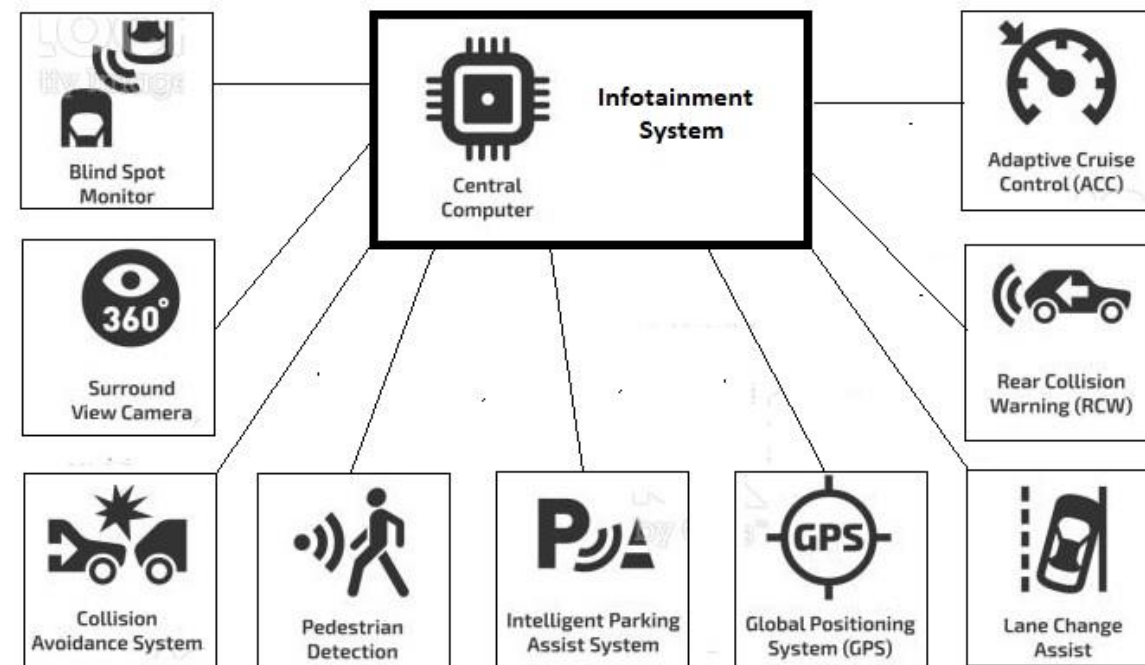 Blind Spot
Monitor
Central
Computer
Infotainment
System
Adaptive Cruise
Control (ACC)
360°
Surround
View Camera
Rear Collision
Warning (RCW)
Collision
Avoidance System
Pedestrian
Detection
P
Intelligent Parking
Assist System
GPS
Global Positioning
System (GPS)
Lane Change
Assist